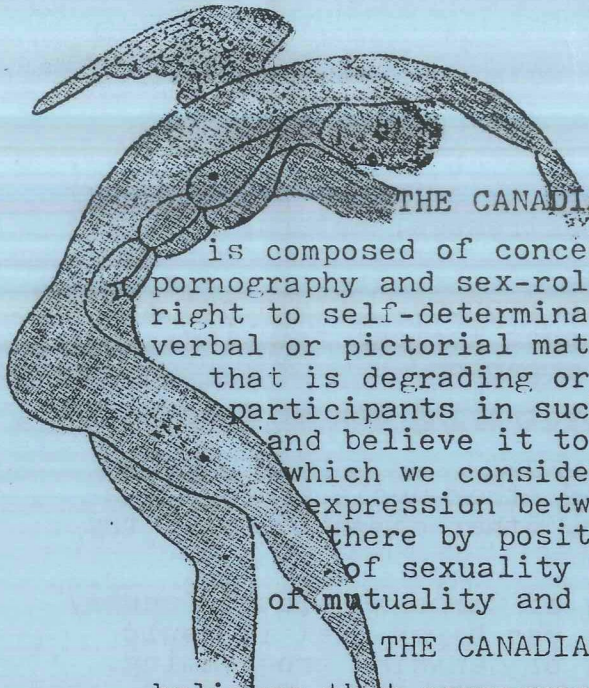 THE CANADIA
is composed of conce
pornography and sex-rol
right to self-determina
verbal or pictorial mat
that is degrading or
participants in suc
and believe it to
which we conside
expression betw
there by posit
of sexuality
of mutuality and
THE CANADIA